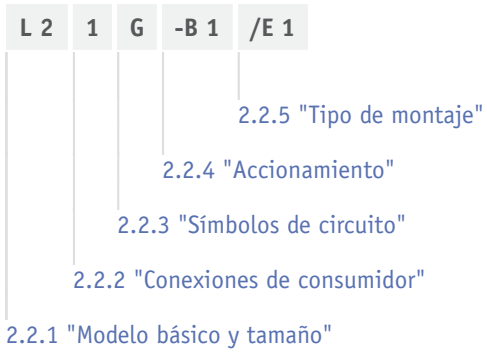 L 2 1 G -B 1 /E 1
2.2.5 "Tipo de montaje"
2.2.4 "Accionamiento"
2.2.3 "Símbolos de circuito"
2.2.2 "Conexiones de consumidor"
2.2.1 "Modelo básico y tamaño"